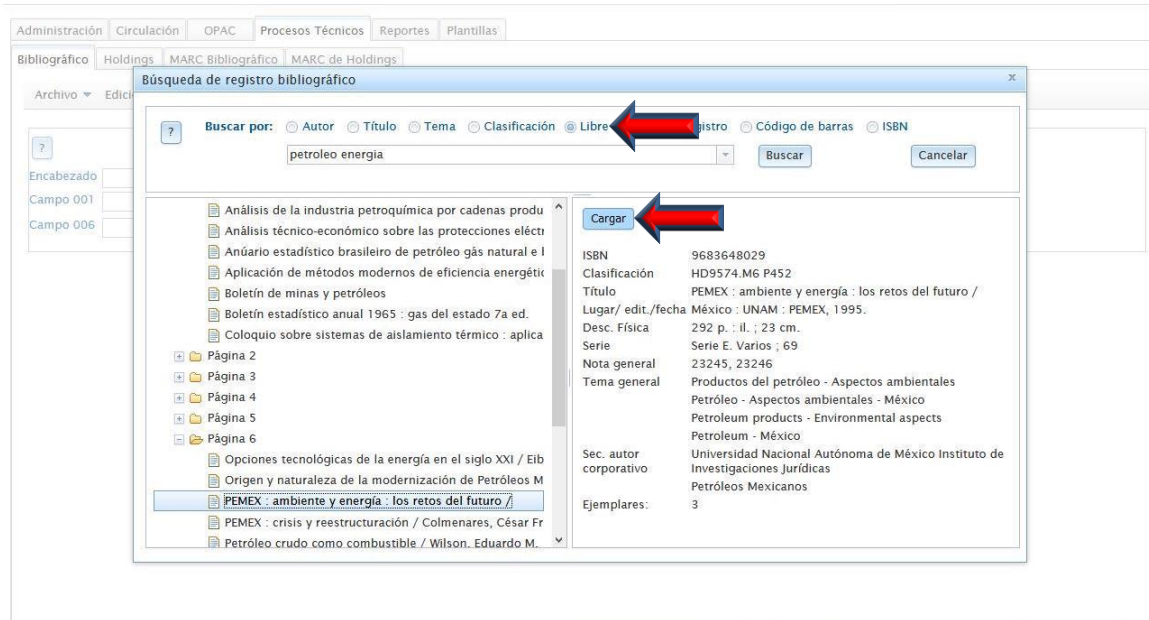 Administración Circulación OPAC Procesos Técnicos Reportes Plantillas
Bibliográfico Holdings MARC Bibliográfico MARC de Holdings
Búsqueda de registro bibliográfico x
Archivo Edici
? Buscar por: Autor Título Tema Clasificación Libre gistro Código de barras ISBN
petroleo energia Buscar Cancelar
?
Encabezado
Campo 001
Campo 006
Análisis de la industria petroquímica por cadenas produ
Análisis técnico-económico sobre las protecciones eléctr
Anúario estadístico brasileiro de petróleo gãs natural e
Aplicación de métodos modernos de eficiencia energétic
Boletín de minas y petróleos
Boletín estadístico anual 1965 : gas del estado 7a ed.
Coloquio sobre sistemas de aislamiento térmico : aplica
Página 2
Página 3
Página 4
Página 5
Página 6
Opciones tecnológicas de la energía en el siglo XXI / Eib
Origen y naturaleza de la modernización de Petróleos M
PEMEX : ambiente y energía : los retos del futuro /
PEMEX : crisis y reestructuración / Colmenares, César Fr
Petróleo crudo como combustible / Wilson, Eduardo M.
Cargar
ISBN 9683648029
Clasificación HD9574.M6 P452
Título PEMEX : ambiente y energía : los retos del futuro /
Lugar/ edit./fecha México : UNAM : PEMEX, 1995.
Desc. Física 292 p. : il. ; 23 cm.
Serie Serie E. Varios ; 69
Nota general 23245, 23246
Tema general Productos del petróleo - Aspectos ambientales
Petróleo - Aspectos ambientales - México
Petroleum products - Environmental aspects
Petroleum - México
Sec. autor corporativo Universidad Nacional Autónoma de México Instituto de
Investigaciones Jurídicas
Petróleos Mexicanos
Ejemplares: 3